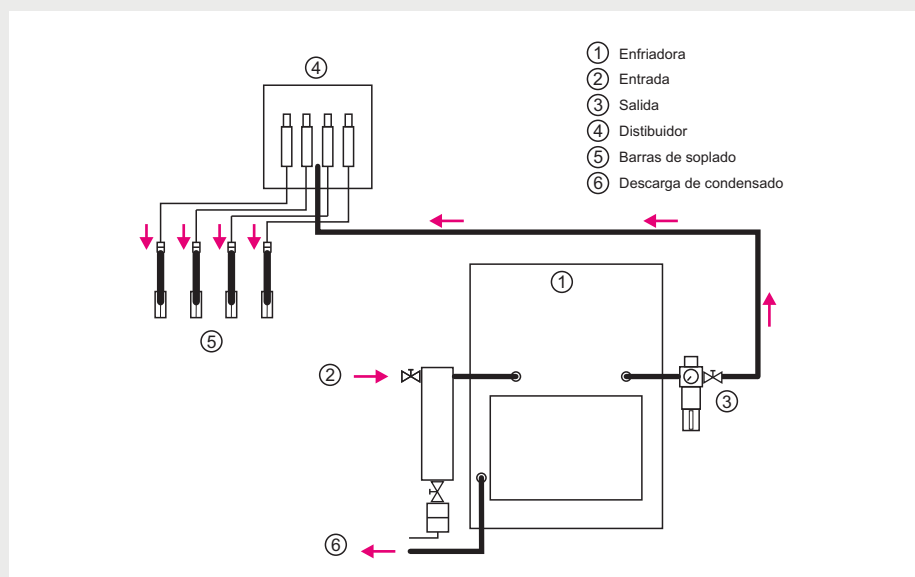 4
1 Enfriadora
2 Entrada
3 Salida
4 Distibuidor
5 Barras de soplado
6 Descarga de condensado
1
5
2
3
6